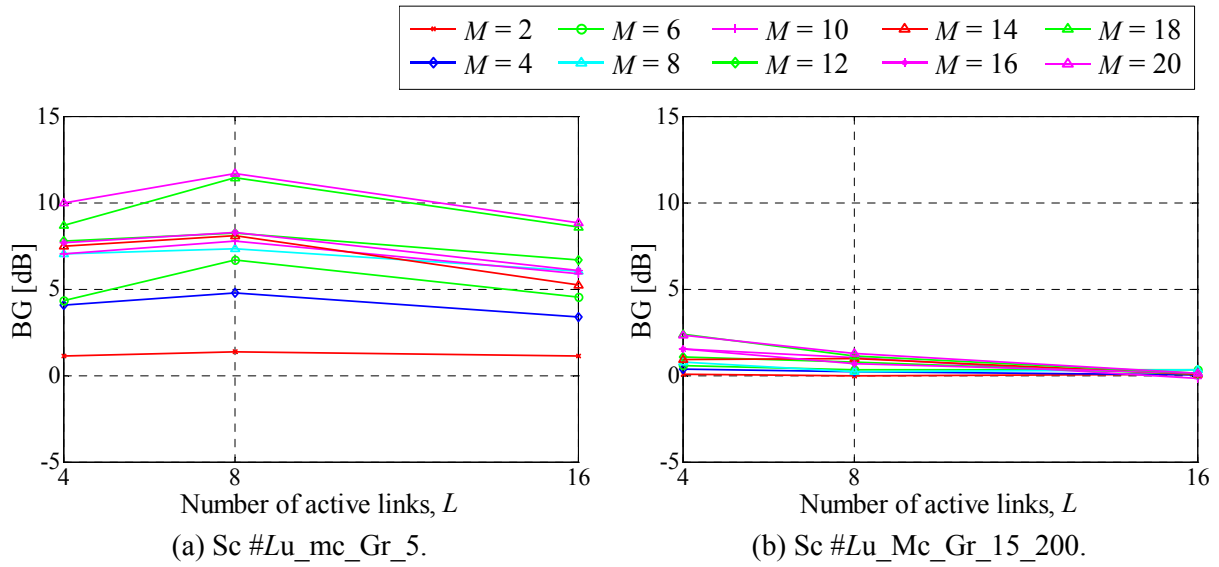 M = 2 M = 6 M = 10 M = 14 M = 18
M = 4 M = 8 M = 12 M = 16 M = 20
15
10
5
0
-5
BG [dB]
4 8 16
Number of active links, L
(a) Sc #Lu_mc_Gr_5.
15
10
5
0
-5
BG [dB]
4 8 16
Number of active links, L
(b) Sc #Lu_Mc_Gr_15_200.